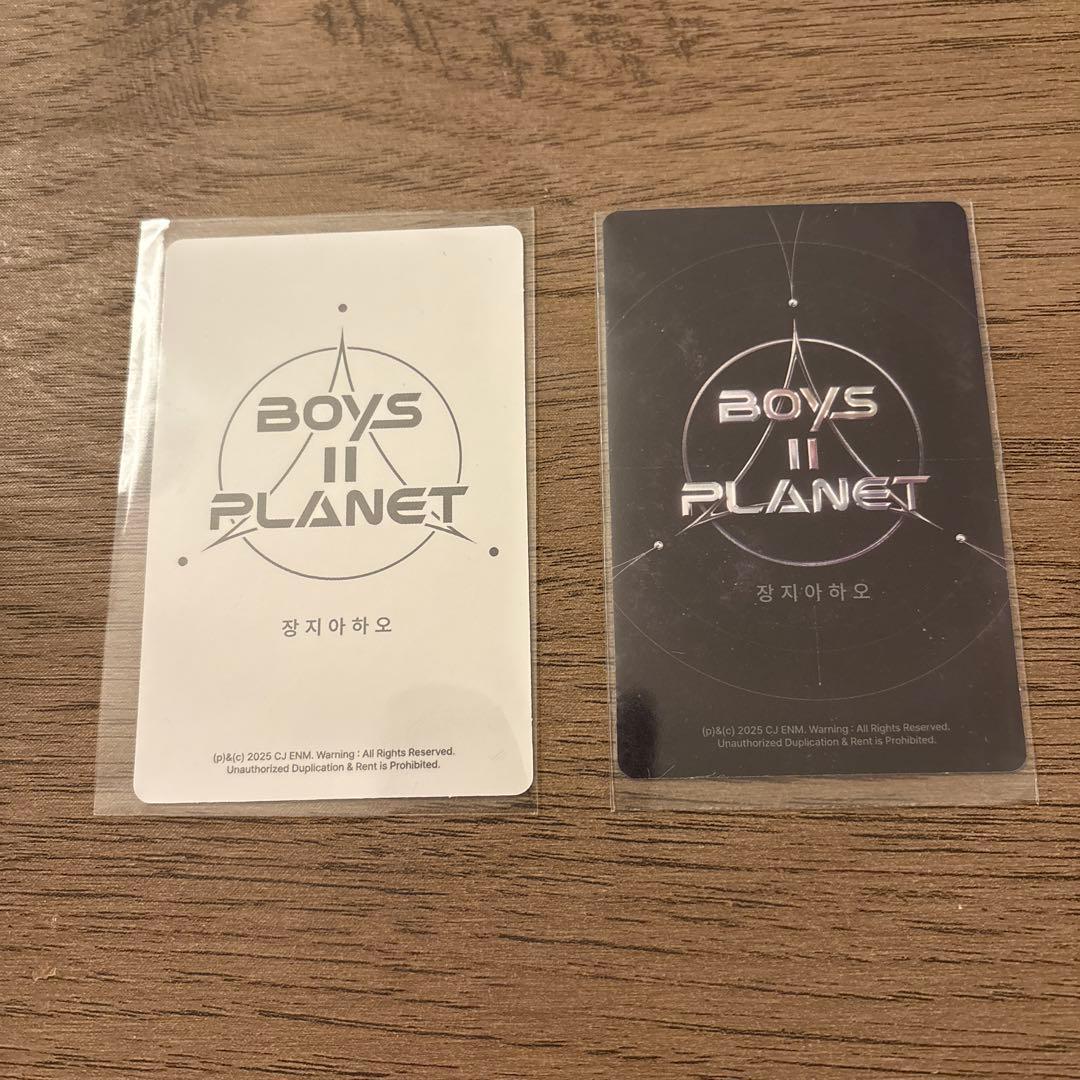 BOYS
II
PLANET
장지아하오
(p)&(c) 2025 CJ ENM. Warning : All Rights Reserved.
Unauthorized Duplication & Rent is Prohibited.
BOYS
II
PLANET
장지아하오
(p)&(c) 2025 CJ ENM. Warning : All Rights Reserved.
Unauthorized Duplication & Rent is Prohibited.